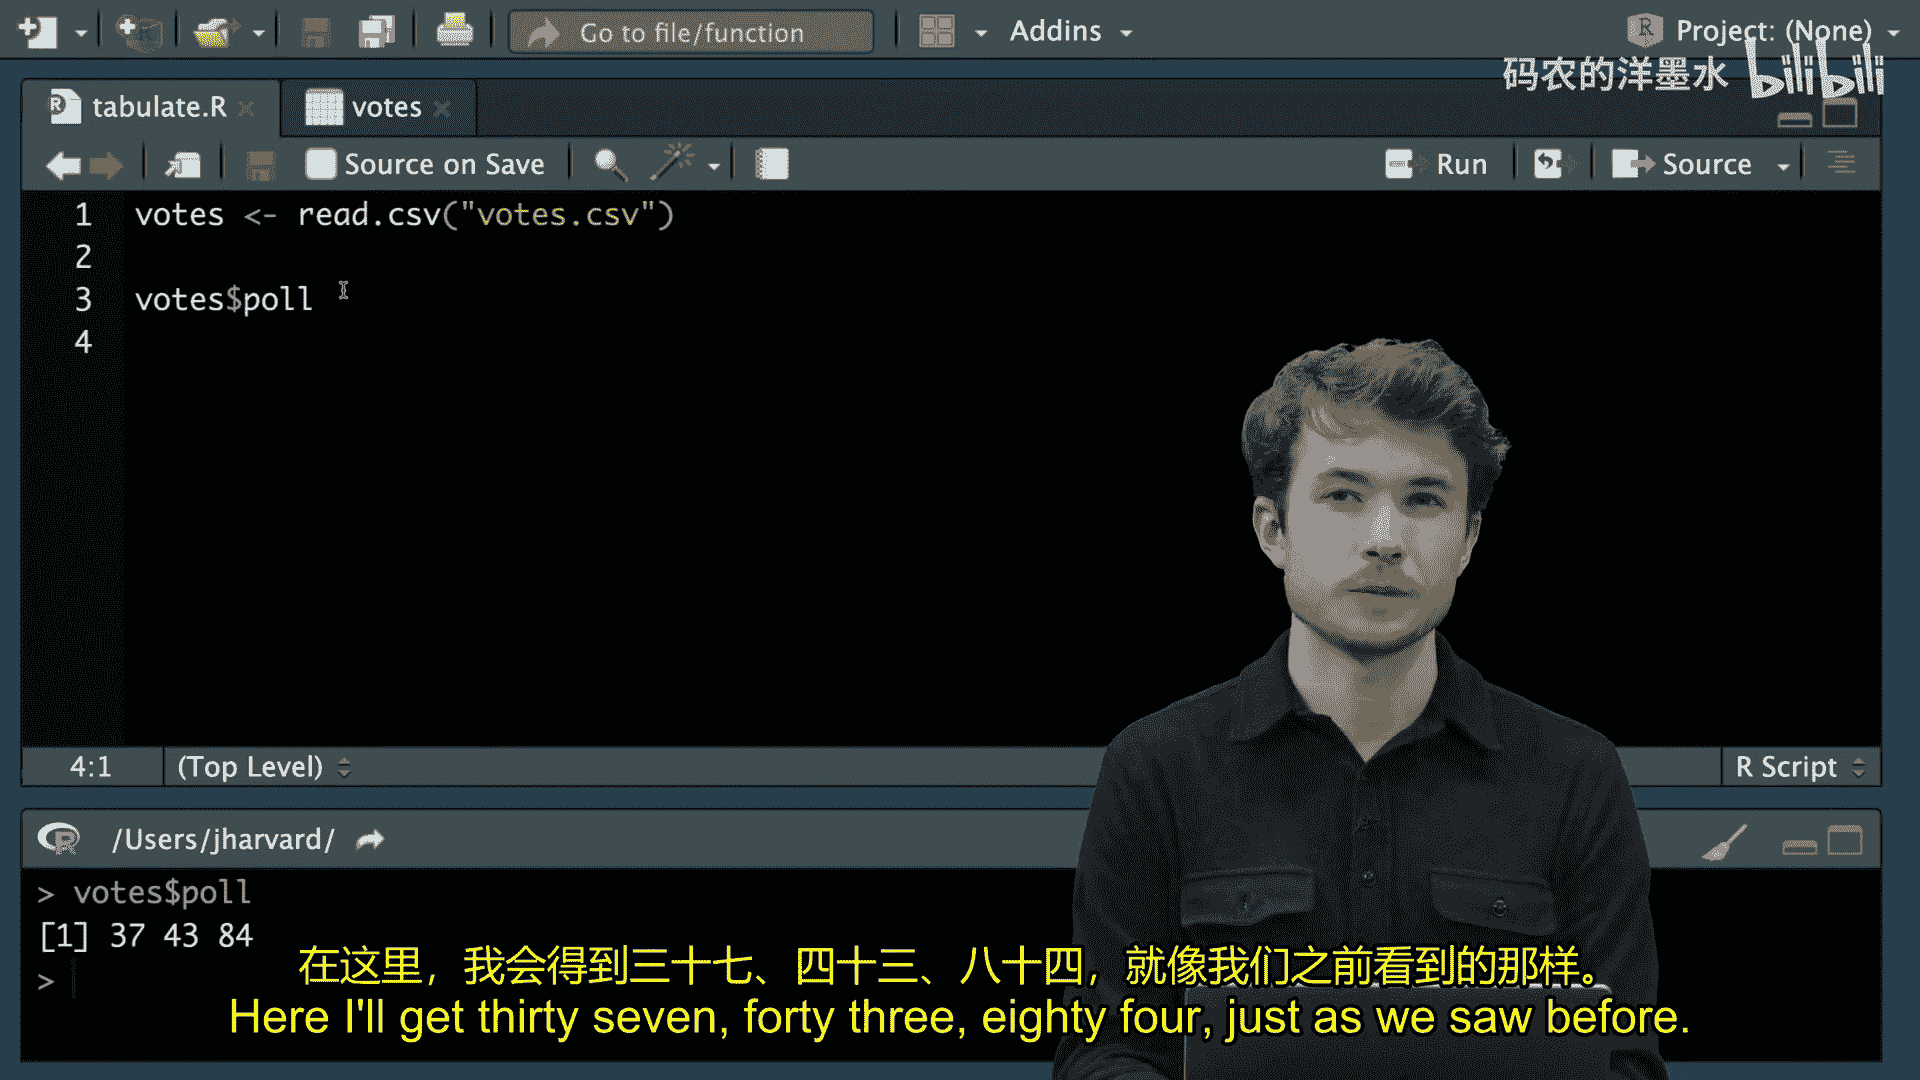 Go to file/function
Addins
Project: (None)
码农的洋墨水 bilibili
tabulate.R
votes
Source on Save
Run
Source
1 votes <- read.csv("votes.csv")
2
3 votes$poll
4
4:1
(Top Level)
R Script
/Users/jharvard/
> votes$poll
[1] 37 43 84
>
在这里，我会得到三十七、四十三、八十四，就像我们之前看到的那样。
Here I'll get thirty seven, forty three, eighty four, just as we saw before.